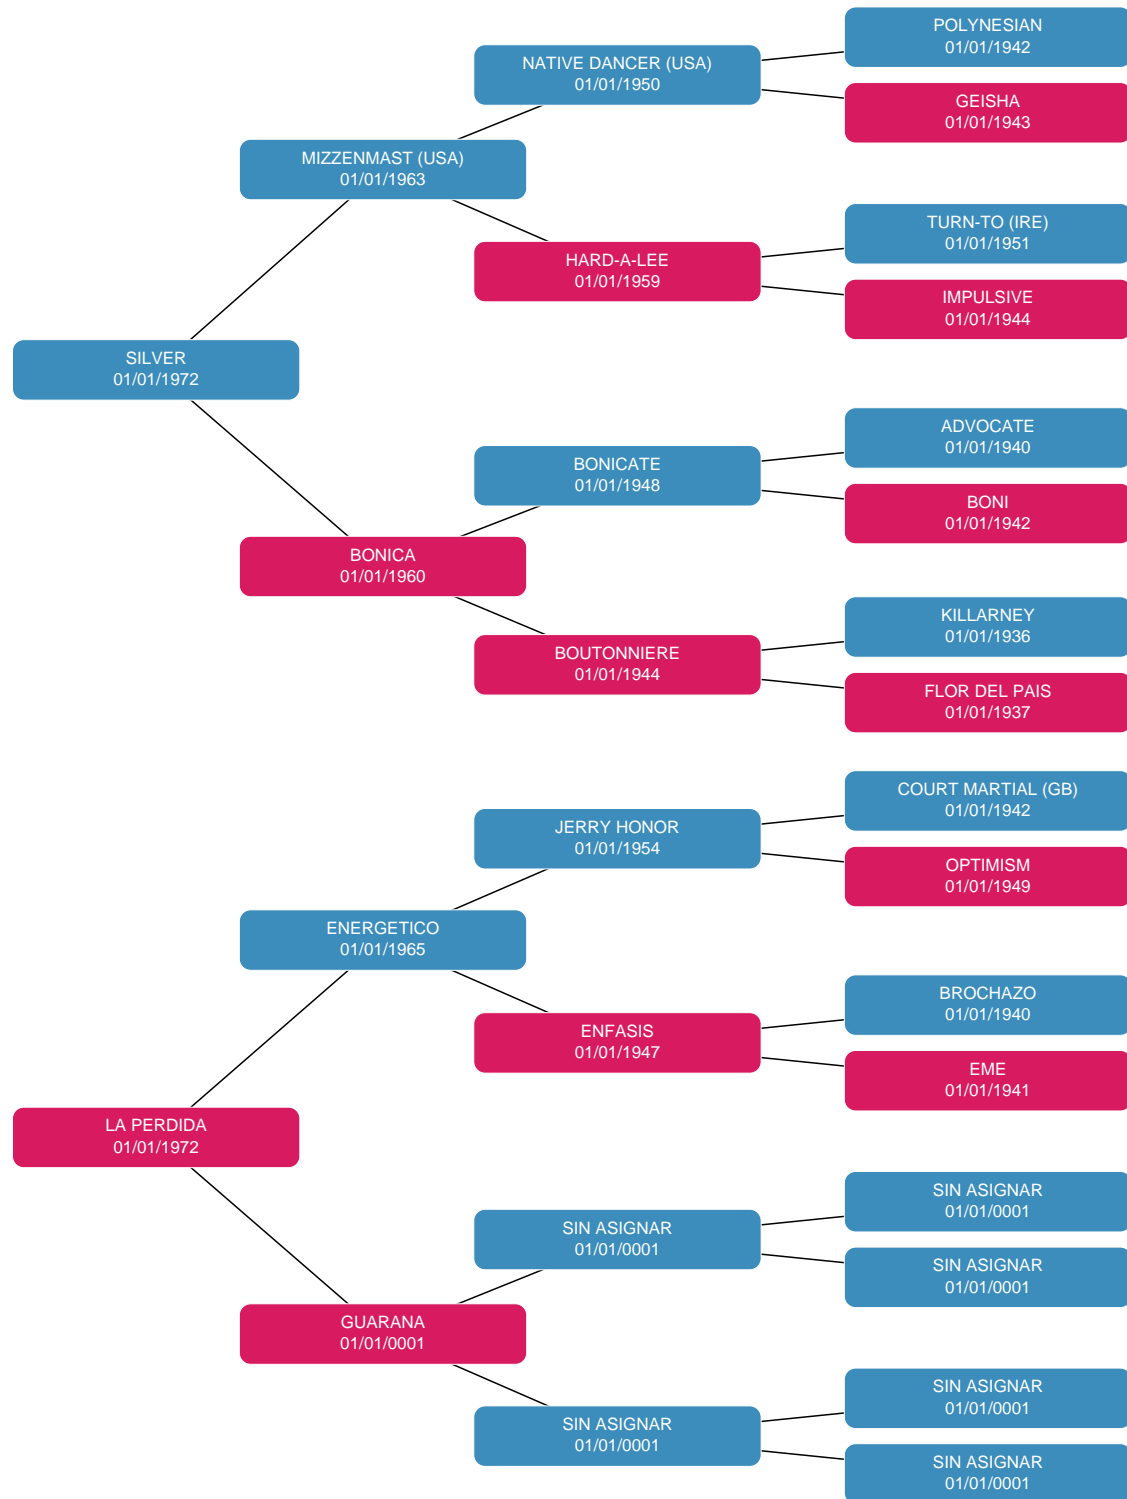 POLYNESIAN
01/01/1942
NATIVE DANCER (USA)
01/01/1950
GEISHA
01/01/1943
MIZZENMAST (USA)
01/01/1963
TURN-TO (IRE)
01/01/1951
HARD-A-LEE
01/01/1959
IMPULSIVE
01/01/1944
SILVER
01/01/1972
ADVOCATE
01/01/1940
BONICATE
01/01/1948
BONI
01/01/1942
BONICA
01/01/1960
KILLARNEY
01/01/1936
BOUTONNIERE
01/01/1944
FLOR DEL PAIS
01/01/1937
COURT MARTIAL (GB)
01/01/1942
JERRY HONOR
01/01/1954
OPTIMISM
01/01/1949
ENERGETICO
01/01/1965
BROCHAZO
01/01/1940
ENFASIS
01/01/1947
EME
01/01/1941
LA PERDIDA
01/01/1972
SIN ASIGNAR
01/01/0001
SIN ASIGNAR
01/01/0001
SIN ASIGNAR
01/01/0001
GUARANA
01/01/0001
SIN ASIGNAR
01/01/0001
SIN ASIGNAR
01/01/0001
SIN ASIGNAR
01/01/0001